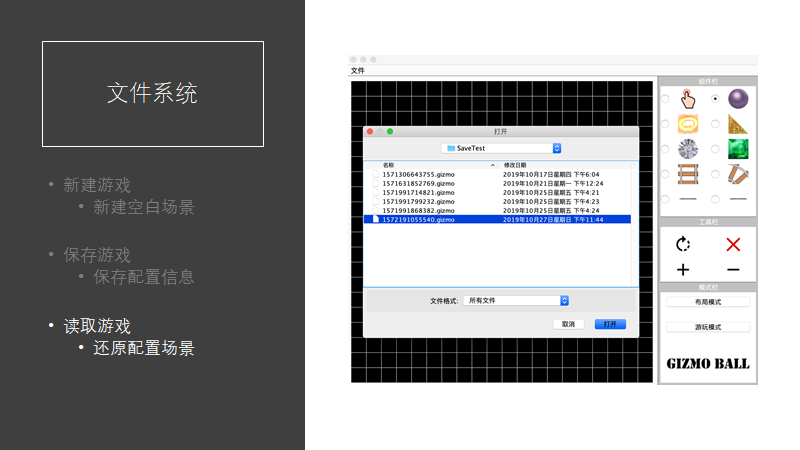 文件系统
• 新建游戏
• 新建空白场景
• 保存游戏
• 保存配置信息
• 读取游戏
• 还原配置场景
文件
打开
SaveTest
名称 修改日期
1571306643755.gizmo 2019年10月17日星期四 下午6:04
1571631852769.gizmo 2019年10月21日星期一 下午12:24
1571991714821.gizmo 2019年10月25日星期五 下午4:21
1571991799232.gizmo 2019年10月25日星期五 下午4:23
1571991868382.gizmo 2019年10月25日星期五 下午4:24
1572191055540.gizmo 2019年10月27日星期日 下午11:44
文件格式: 所有文件
取消 打开
组件栏
工具栏
模式栏
布局模式
游玩模式
GIZMO BALL